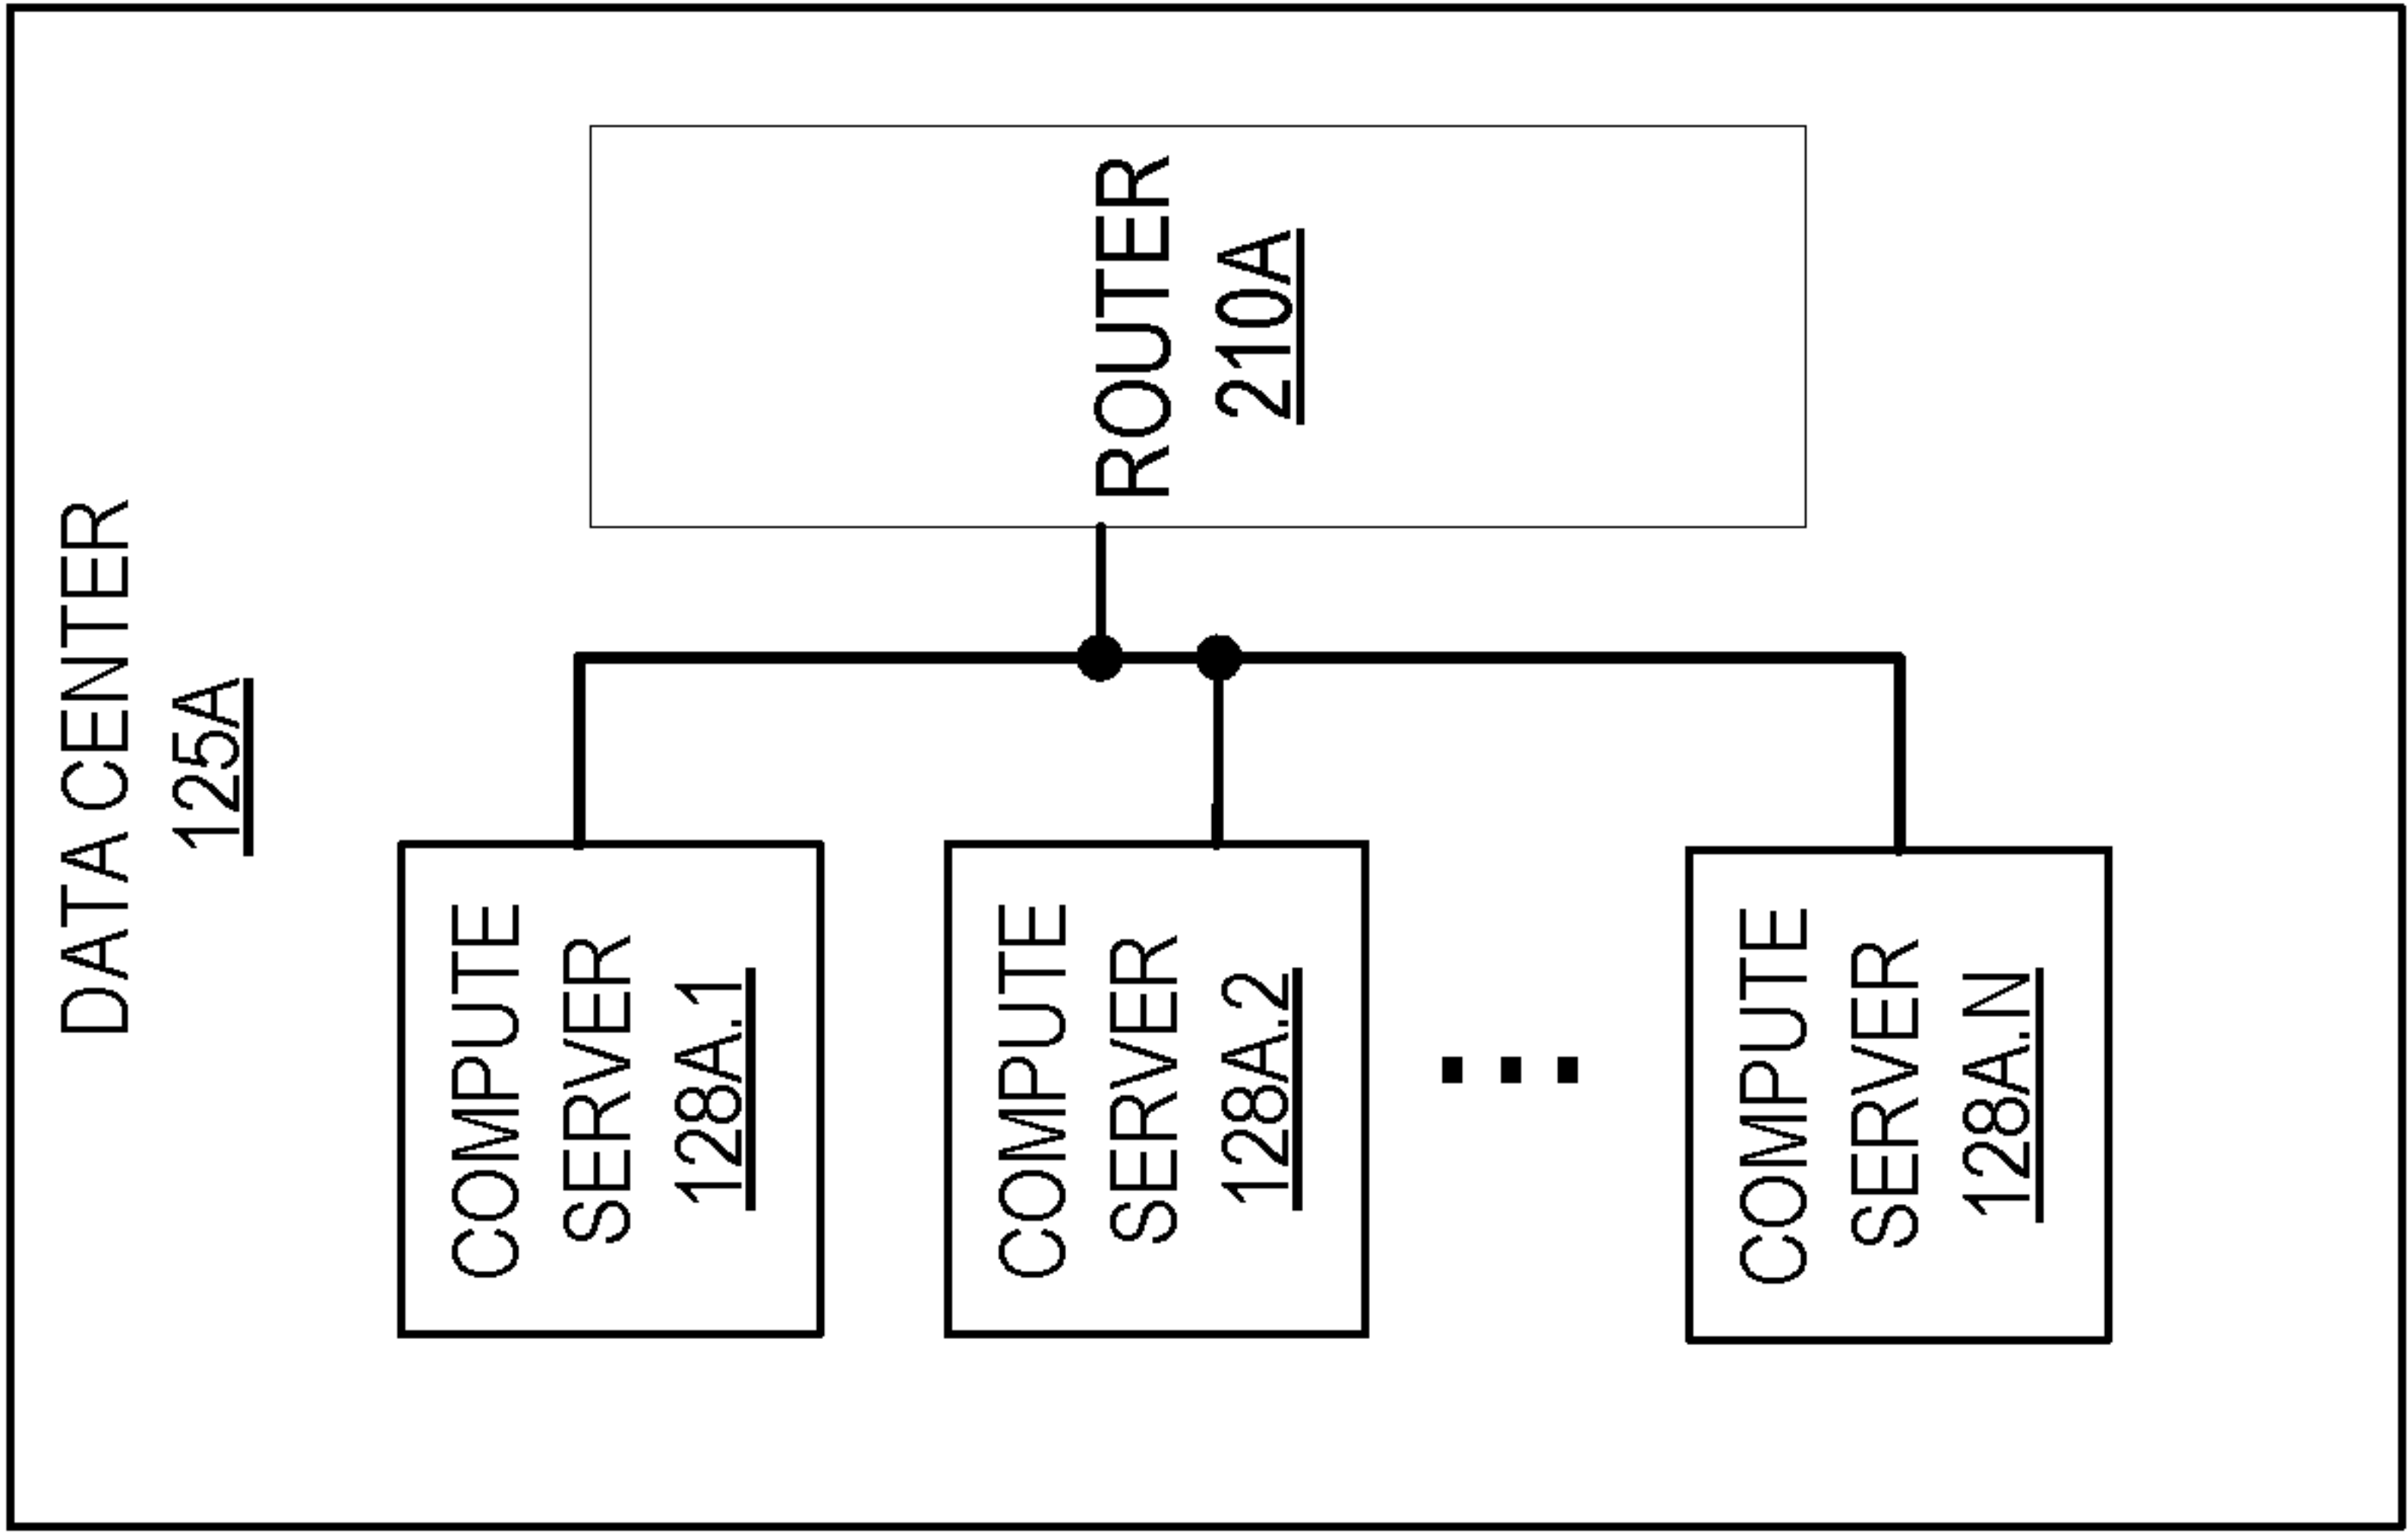 DATA CENTER
125A
COMPUTE
SERVER
128A.1
COMPUTE
SERVER
128A.2
COMPUTE
SERVER
128A.N
ROUTER
210A